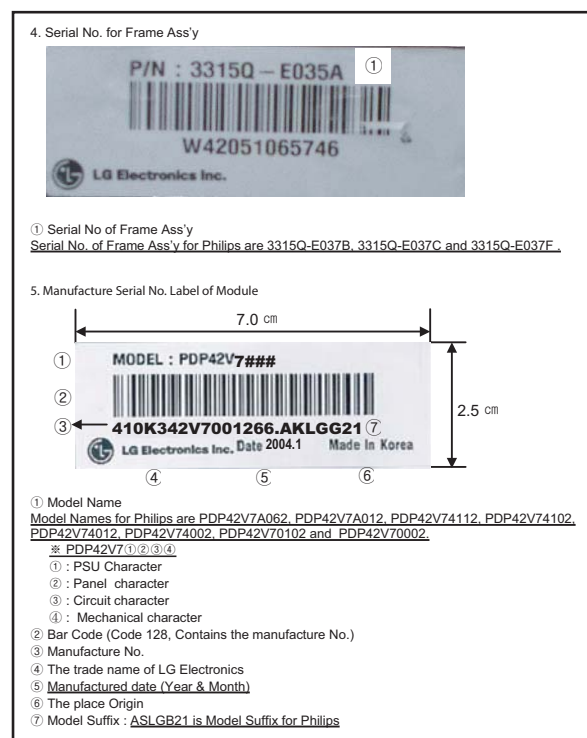 4. Serial No. for Frame Ass'y
P/N : 3315Q – E035A ①
W42051065746
LG Electronics Inc.
① Serial No of Frame Ass'y
Serial No. of Frame Ass'y for Philips are 3315Q-E037B, 3315Q-E037C and 3315Q-E037F .
5. Manufacture Serial No. Label of Module
7.0 ㎝
① MODEL : PDP42V7###
②
2.5 ㎝
③ 410K342V7001266.AKLGG21 ⑦
LG Electronics Inc. Date 2004.1 Made In Korea
④ ⑤ ⑥
① Model Name
Model Names for Philips are PDP42V7A062, PDP42V7A012, PDP42V74112, PDP42V74102,
PDP42V74012, PDP42V74002, PDP42V70102 and PDP42V70002.
※ PDP42V7①②③④
① : PSU Character
② : Panel character
③ : Circuit character
④ : Mechanical character
② Bar Code (Code 128, Contains the manufacture No.)
③ Manufacture No.
④ The trade name of LG Electronics
⑤ Manufactured date (Year & Month)
⑥ The place Origin
⑦ Model Suffix : ASLGB21 is Model Suffix for Philips